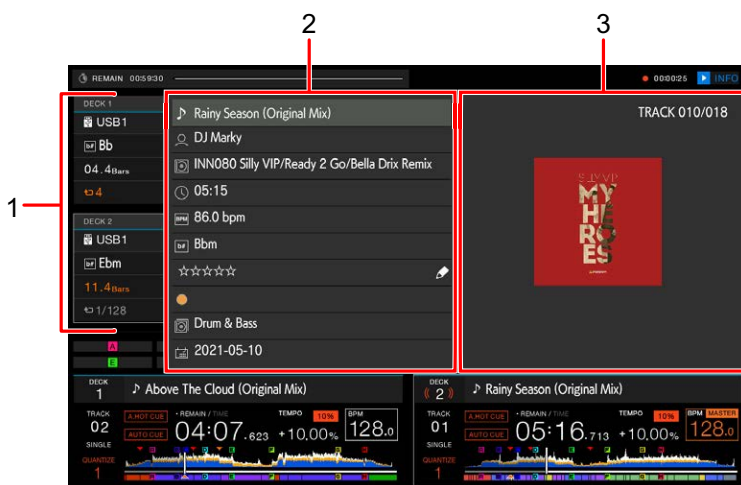 2
3
REMAIN 00:59:30
00:00:25 INFO
1
DECK 1
USB1
Bb
04.4Bars
4
DECK 2
USB1
Ebm
11.4Bars
1/128
A
E
Rainy Season (Original Mix)
DJ Marky
INN080 Silly VIP/Ready 2 Go/Bella Drix Remix
05:15
BPM 86.0 bpm
Bbm
☆☆☆☆☆
Drum & Bass
2021-05-10
TRACK 010/018
MY
HE
RO
ES
DECK 1
Above The Cloud (Original Mix)
TRACK 02
SINGLE
QUANTIZE 1
A.HOT CUE
AUTO CUE
REMAIN / TIME
04:07.623
TEMPO 10%
+10.00%
BPM
128.0
DECK 2
Rainy Season (Original Mix)
TRACK 01
SINGLE
QUANTIZE 1
A.HOT CUE
AUTO CUE
REMAIN / TIME
05:16.713
TEMPO 10%
+10.00%
BPM MASTER
128.0